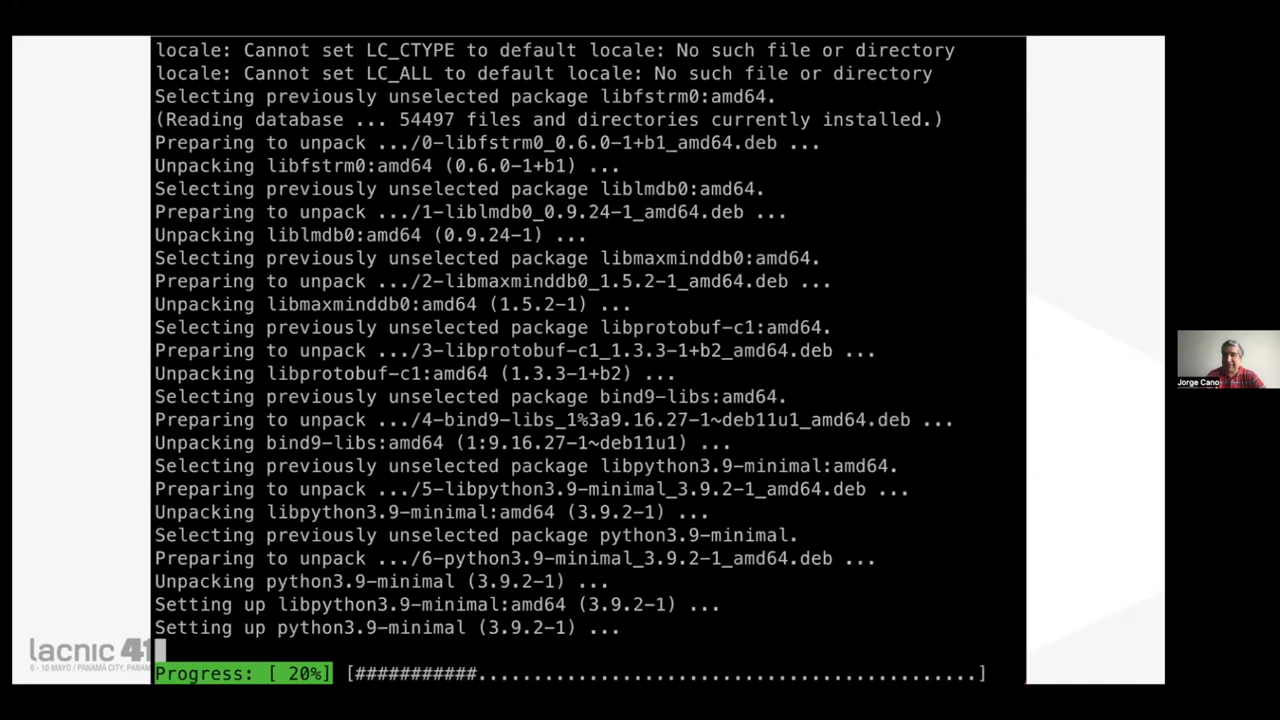 locale: Cannot set LC_CTYPE to default locale: No such file or directory
locale: Cannot set LC_ALL to default locale: No such file or directory
Selecting previously unselected package libfstrm0:amd64.
(Reading database ... 54497 files and directories currently installed.)
Preparing to unpack .../0-libfstrm0_0.6.0-1+b1_amd64.deb ...
Unpacking libfstrm0:amd64 (0.6.0-1+b1) ...
Selecting previously unselected package liblmdb0:amd64.
Preparing to unpack .../1-liblmdb0_0.9.24-1_amd64.deb ...
Unpacking liblmdb0:amd64 (0.9.24-1) ...
Selecting previously unselected package libmaxminddb0:amd64.
Preparing to unpack .../2-libmaxminddb0_1.5.2-1_amd64.deb ...
Unpacking libmaxminddb0:amd64 (1.5.2-1) ...
Selecting previously unselected package libprotobuf-c1:amd64.
Preparing to unpack .../3-libprotobuf-c1_1.3.3-1+b2_amd64.deb ...
Unpacking libprotobuf-c1:amd64 (1.3.3-1+b2) ...
Selecting previously unselected package bind9-libs:amd64.
Preparing to unpack .../4-bind9-libs_1%3a9.16.27-1~deb11u1_amd64.deb ...
Unpacking bind9-libs:amd64 (1:9.16.27-1~deb11u1) ...
Selecting previously unselected package libpython3.9-minimal:amd64.
Preparing to unpack .../5-libpython3.9-minimal_3.9.2-1_amd64.deb ...
Unpacking libpython3.9-minimal:amd64 (3.9.2-1) ...
Selecting previously unselected package python3.9-minimal.
Preparing to unpack .../6-python3.9-minimal_3.9.2-1_amd64.deb ...
Unpacking python3.9-minimal (3.9.2-1) ...
Setting up libpython3.9-minimal:amd64 (3.9.2-1) ...
Setting up python3.9-minimal (3.9.2-1) ...
Progress: [ 20%] [###########.............................................]
lacnic 41
MAYO / PANAMÁ CITY, PANAM
Jorge Cano